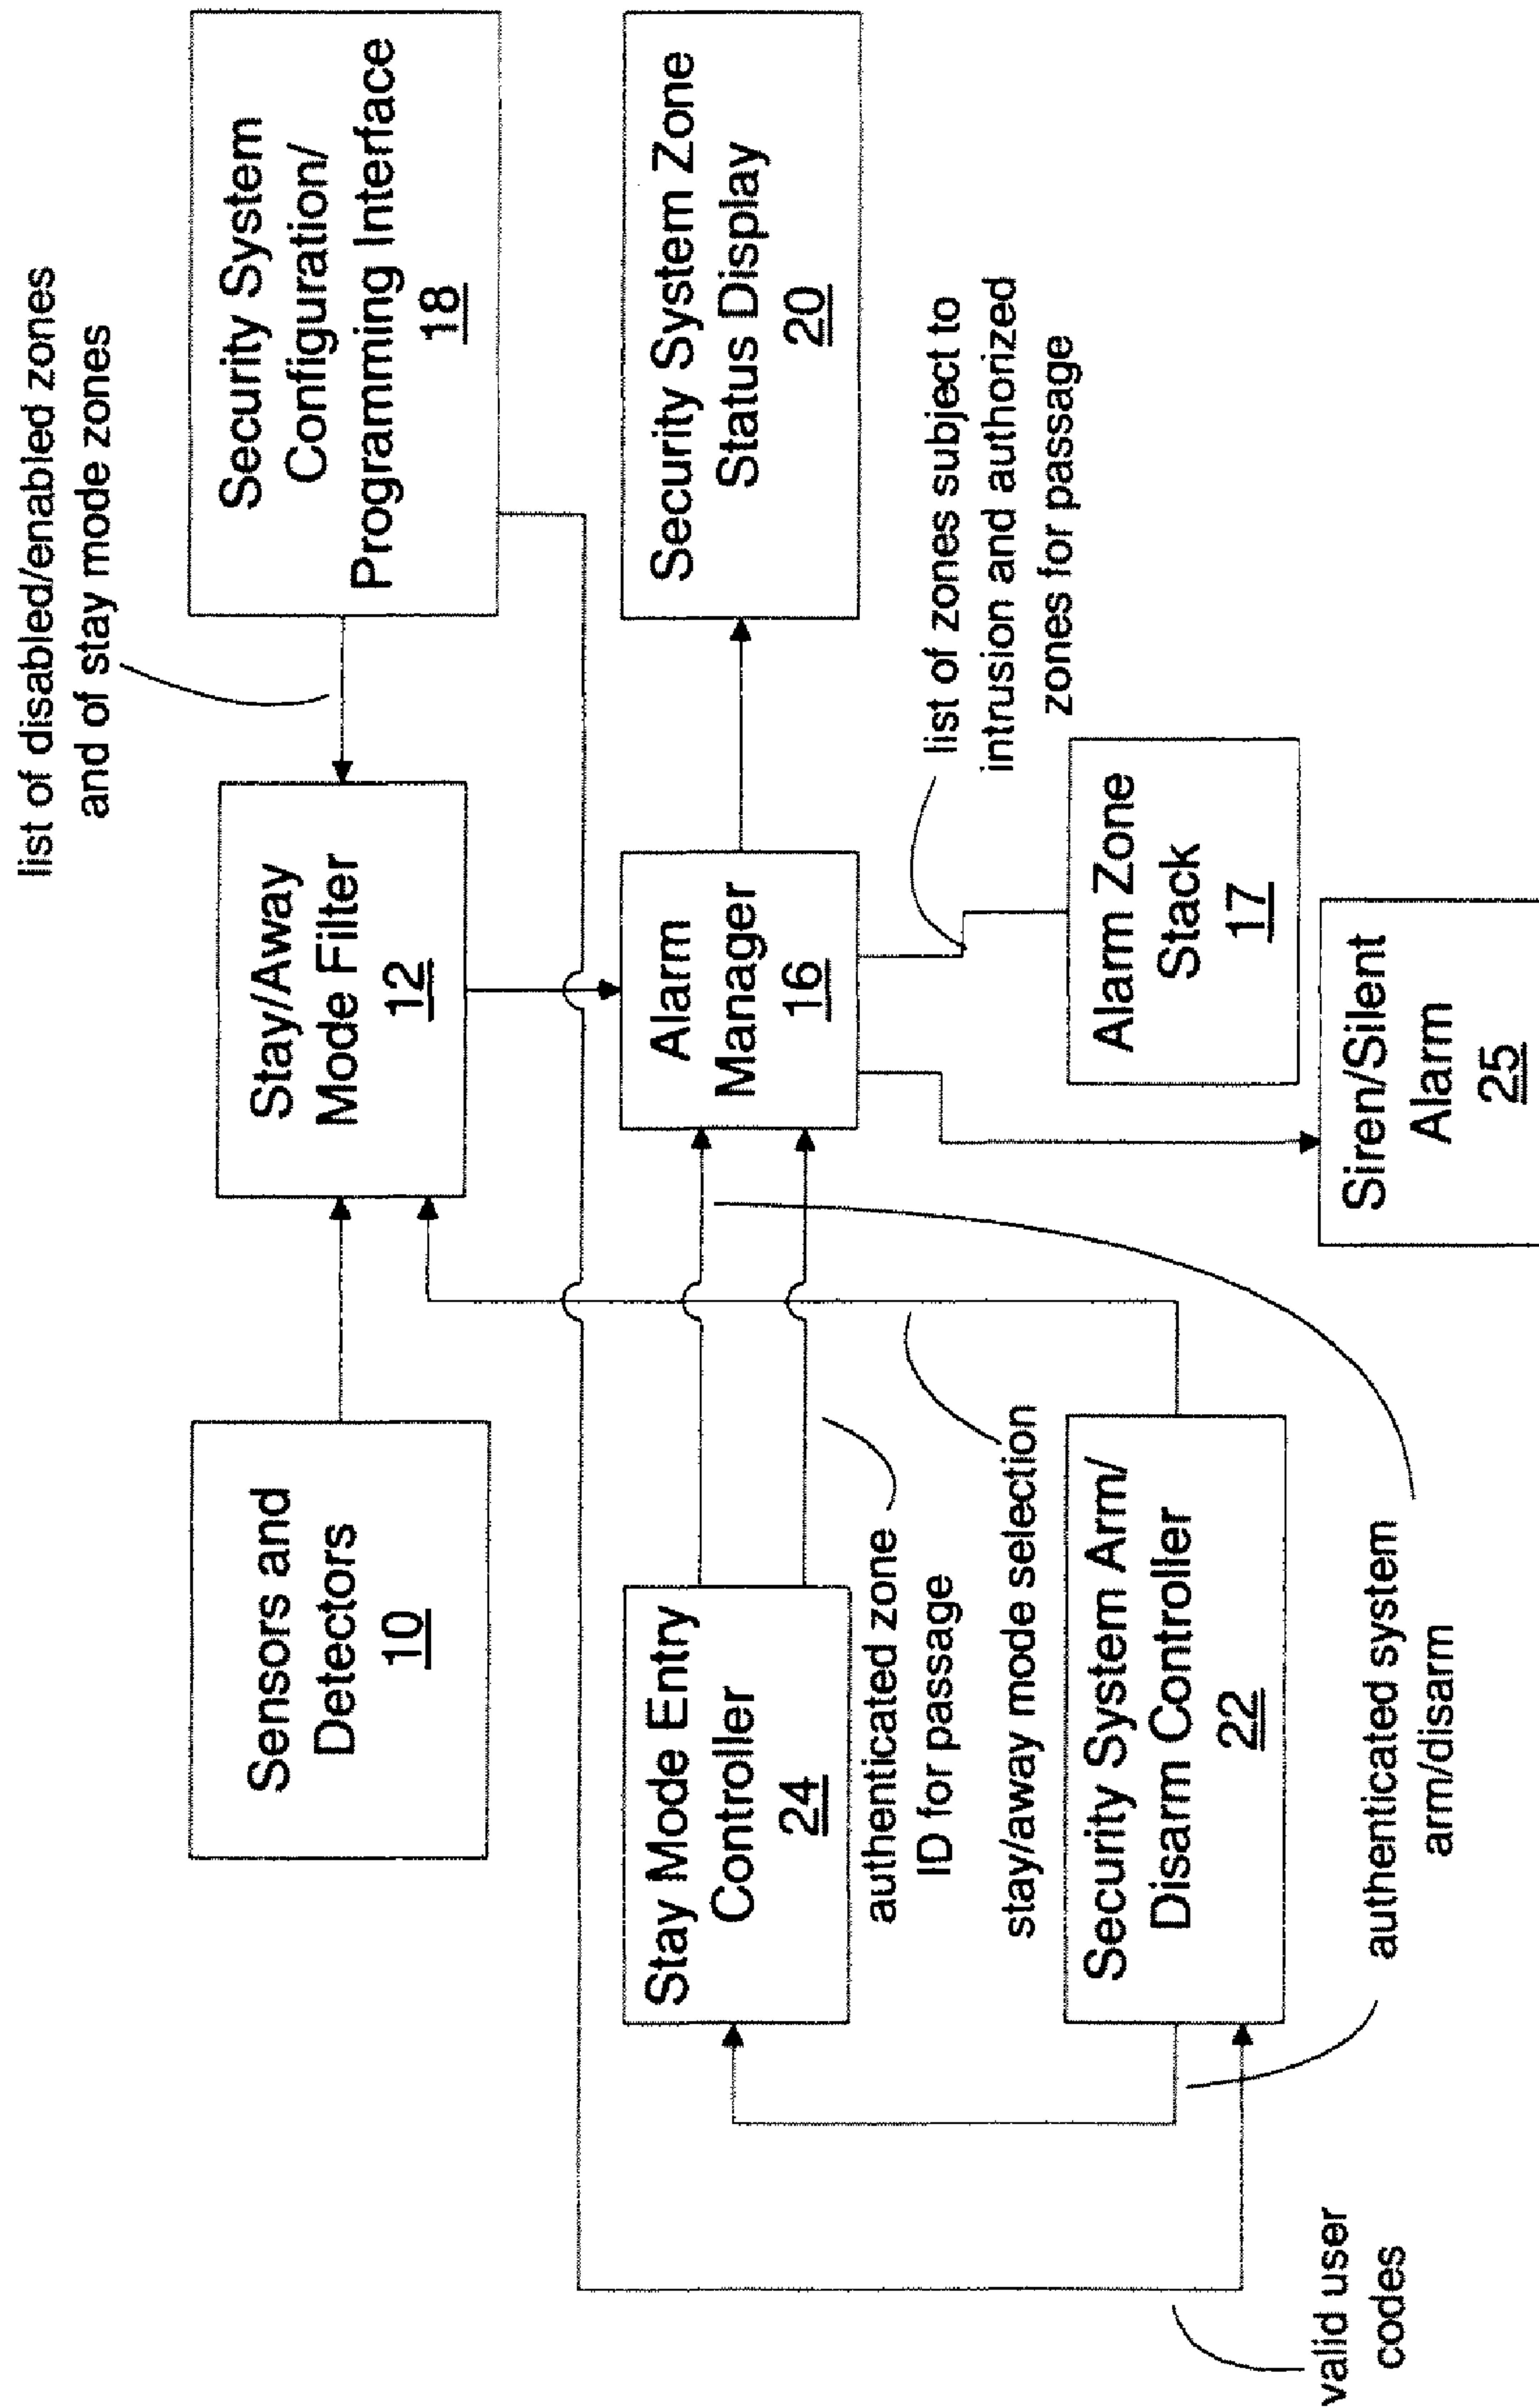 list of disabled/enabled zones
and of stay mode zones
Sensors and
Detectors
10
Stay/Away
Mode Filter
12
Security System
Configuration/
Programming Interface
18
Stay Mode Entry
Controller
24
Alarm
Manager
16
Security System Zone
Status Display
20
authenticated zone
ID for passage
list of zones subject to
intrusion and authorized
zones for passage
stay/away mode selection
Security System Arm/
Disarm Controller
22
Alarm Zone
Stack
17
Siren/Silent
Alarm
25
authenticated system
arm/disarm
valid user
codes